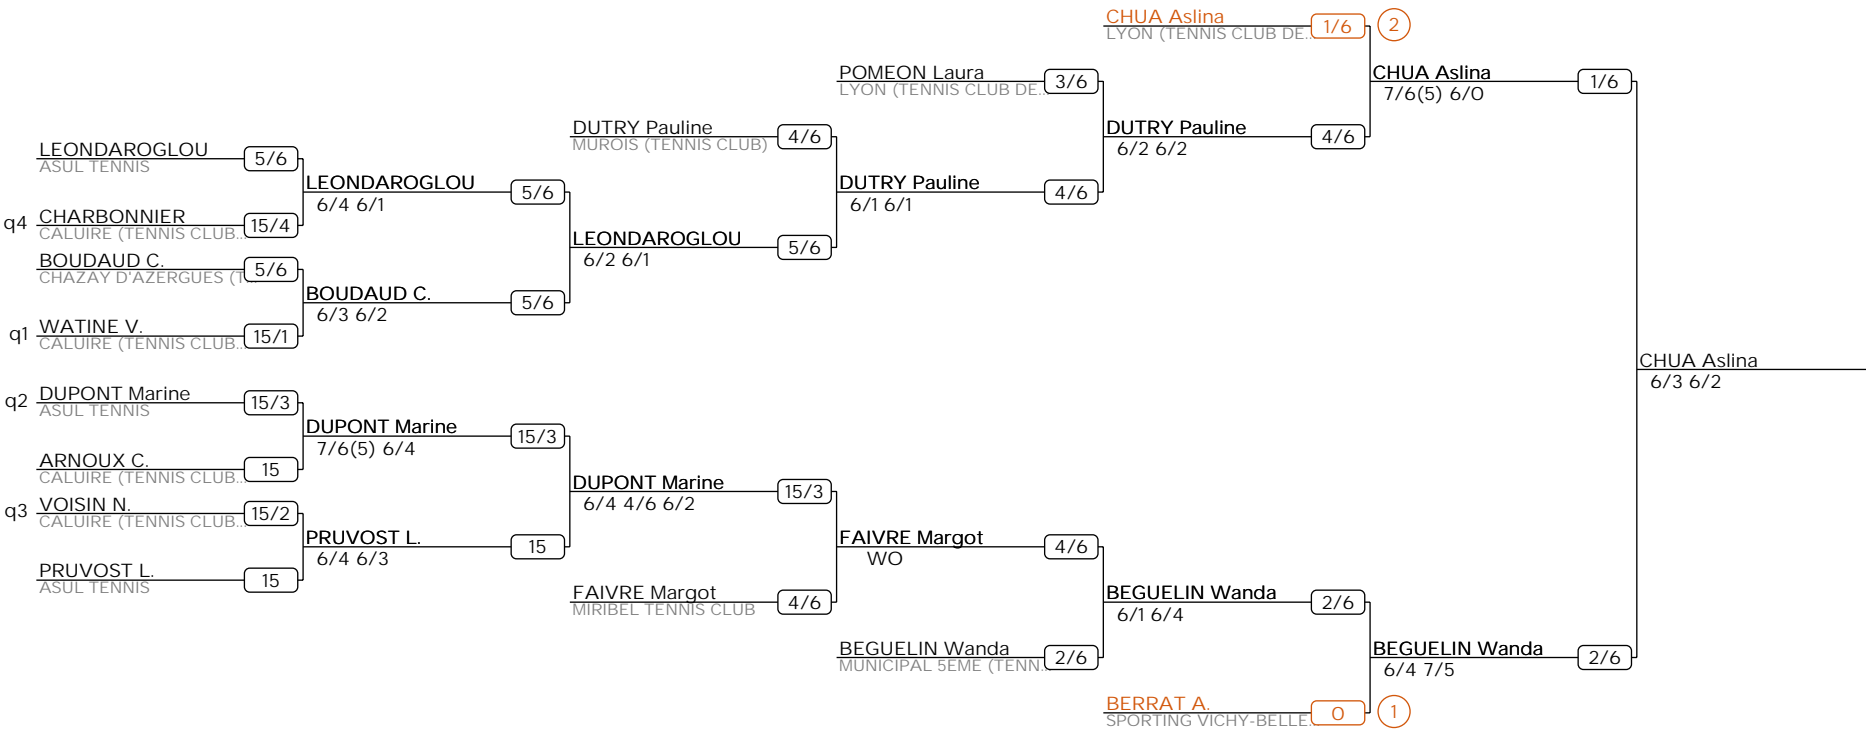 CHUA Aslina
LYON (TENNIS CLUB DE...
1/6
2
POMEON Laura
LYON (TENNIS CLUB DE...
3/6
CHUA Aslina
7/6(5) 6/0
1/6
DUTRY Pauline
MUROIS (TENNIS CLUB)
4/6
DUTRY Pauline
6/2 6/2
4/6
LEONDAROGLOU
ASUL TENNIS
5/6
LEONDAROGLOU
6/4 6/1
5/6
DUTRY Pauline
6/1 6/1
4/6
q4
CHARBONNIER
CALUIRE (TENNIS CLUB...
15/4
LEONDAROGLOU
6/2 6/1
5/6
BOUDAUD C.
CHAZAY D'AZERGUES (T...
5/6
BOUDAUD C.
6/3 6/2
5/6
q1
WATINE V.
CALUIRE (TENNIS CLUB...
15/1
CHUA Aslina
6/3 6/2
q2
DUPONT Marine
ASUL TENNIS
15/3
DUPONT Marine
7/6(5) 6/4
15/3
ARNOUX C.
CALUIRE (TENNIS CLUB...
15
DUPONT Marine
6/4 4/6 6/2
15/3
q3
VOISIN N.
CALUIRE (TENNIS CLUB...
15/2
PRUVOST L.
6/4 6/3
15
FAIVRE Margot
WO
4/6
PRUVOST L.
ASUL TENNIS
15
FAIVRE Margot
MIRIBEL TENNIS CLUB
4/6
BEGUELIN Wanda
6/1 6/4
2/6
BEGUELIN Wanda
MUNICIPAL 5EME (TENN...
2/6
BEGUELIN Wanda
6/4 7/5
2/6
BERRAT A.
SPORTING VICHY-BELLE...
0
1